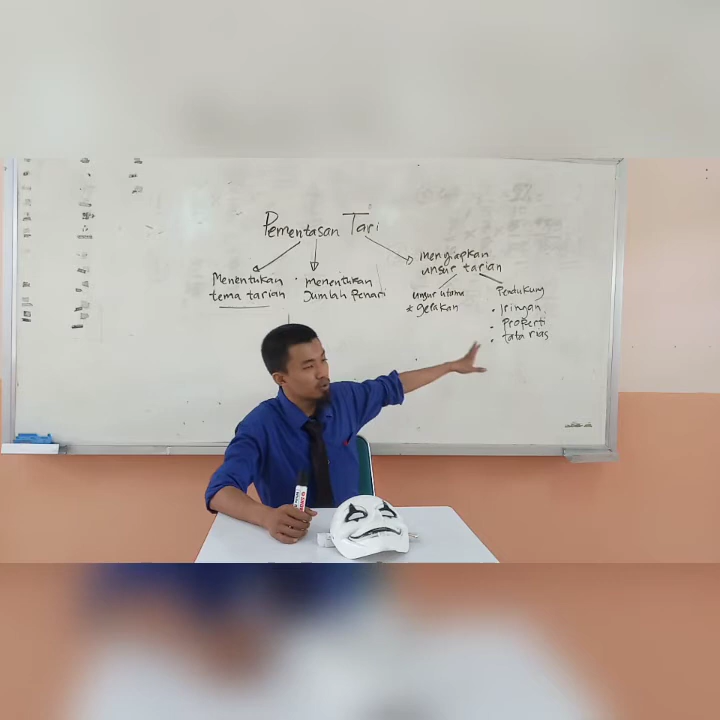 Pementasan Tari
Menentukan
tema tarian
menentukan
Jumlah Penari
menyiapkan
unsur tarian
unsur utama
* gerakan
Pendukung
• Iringan
• Properti
• tata rias